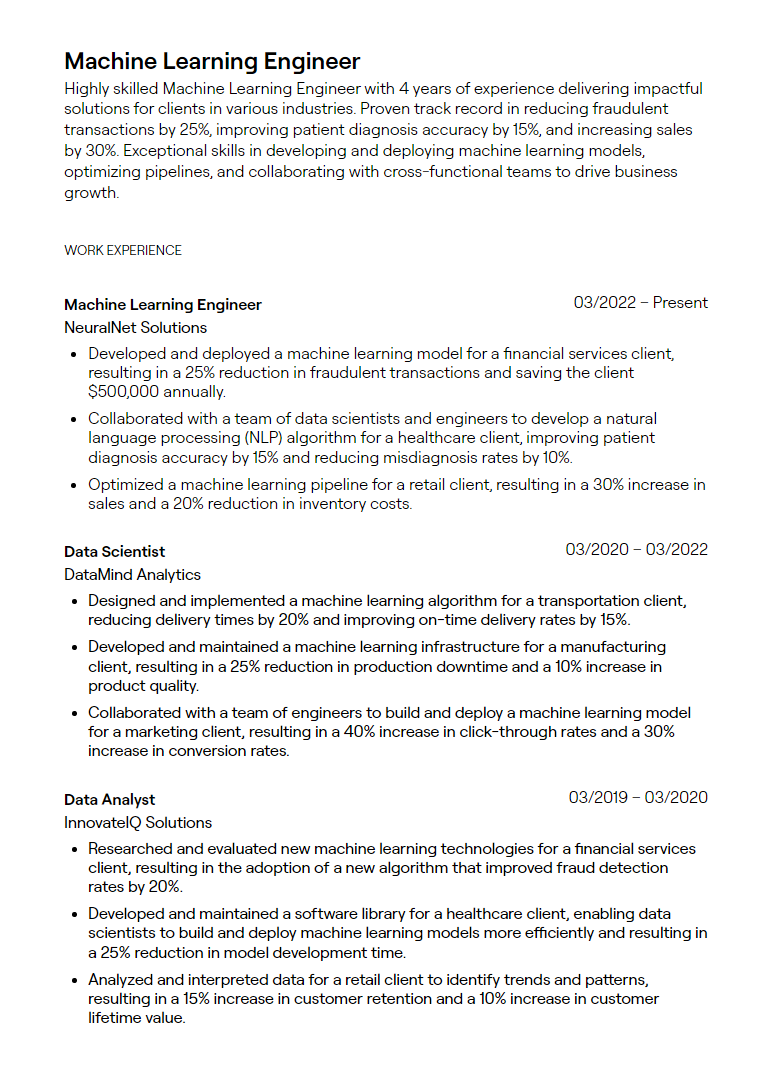 Machine Learning Engineer
Highly skilled Machine Learning Engineer with 4 years of experience delivering impactful
solutions for clients in various industries. Proven track record in reducing fraudulent
transactions by 25%, improving patient diagnosis accuracy by 15%, and increasing sales
by 30%. Exceptional skills in developing and deploying machine learning models,
optimizing pipelines, and collaborating with cross-functional teams to drive business
growth.
WORK EXPERIENCE
Machine Learning Engineer 03/2022 – Present
NeuralNet Solutions
• Developed and deployed a machine learning model for a financial services client,
resulting in a 25% reduction in fraudulent transactions and saving the client
$500,000 annually.
• Collaborated with a team of data scientists and engineers to develop a natural
language processing (NLP) algorithm for a healthcare client, improving patient
diagnosis accuracy by 15% and reducing misdiagnosis rates by 10%.
• Optimized a machine learning pipeline for a retail client, resulting in a 30% increase in
sales and a 20% reduction in inventory costs.
Data Scientist 03/2020 – 03/2022
DataMind Analytics
• Designed and implemented a machine learning algorithm for a transportation client,
reducing delivery times by 20% and improving on-time delivery rates by 15%.
• Developed and maintained a machine learning infrastructure for a manufacturing
client, resulting in a 25% reduction in production downtime and a 10% increase in
product quality.
• Collaborated with a team of engineers to build and deploy a machine learning model
for a marketing client, resulting in a 40% increase in click-through rates and a 30%
increase in conversion rates.
Data Analyst 03/2019 – 03/2020
InnovateIQ Solutions
• Researched and evaluated new machine learning technologies for a financial services
client, resulting in the adoption of a new algorithm that improved fraud detection
rates by 20%.
• Developed and maintained a software library for a healthcare client, enabling data
scientists to build and deploy machine learning models more efficiently and resulting in
a 25% reduction in model development time.
• Analyzed and interpreted data for a retail client to identify trends and patterns,
resulting in a 15% increase in customer retention and a 10% increase in customer
lifetime value.